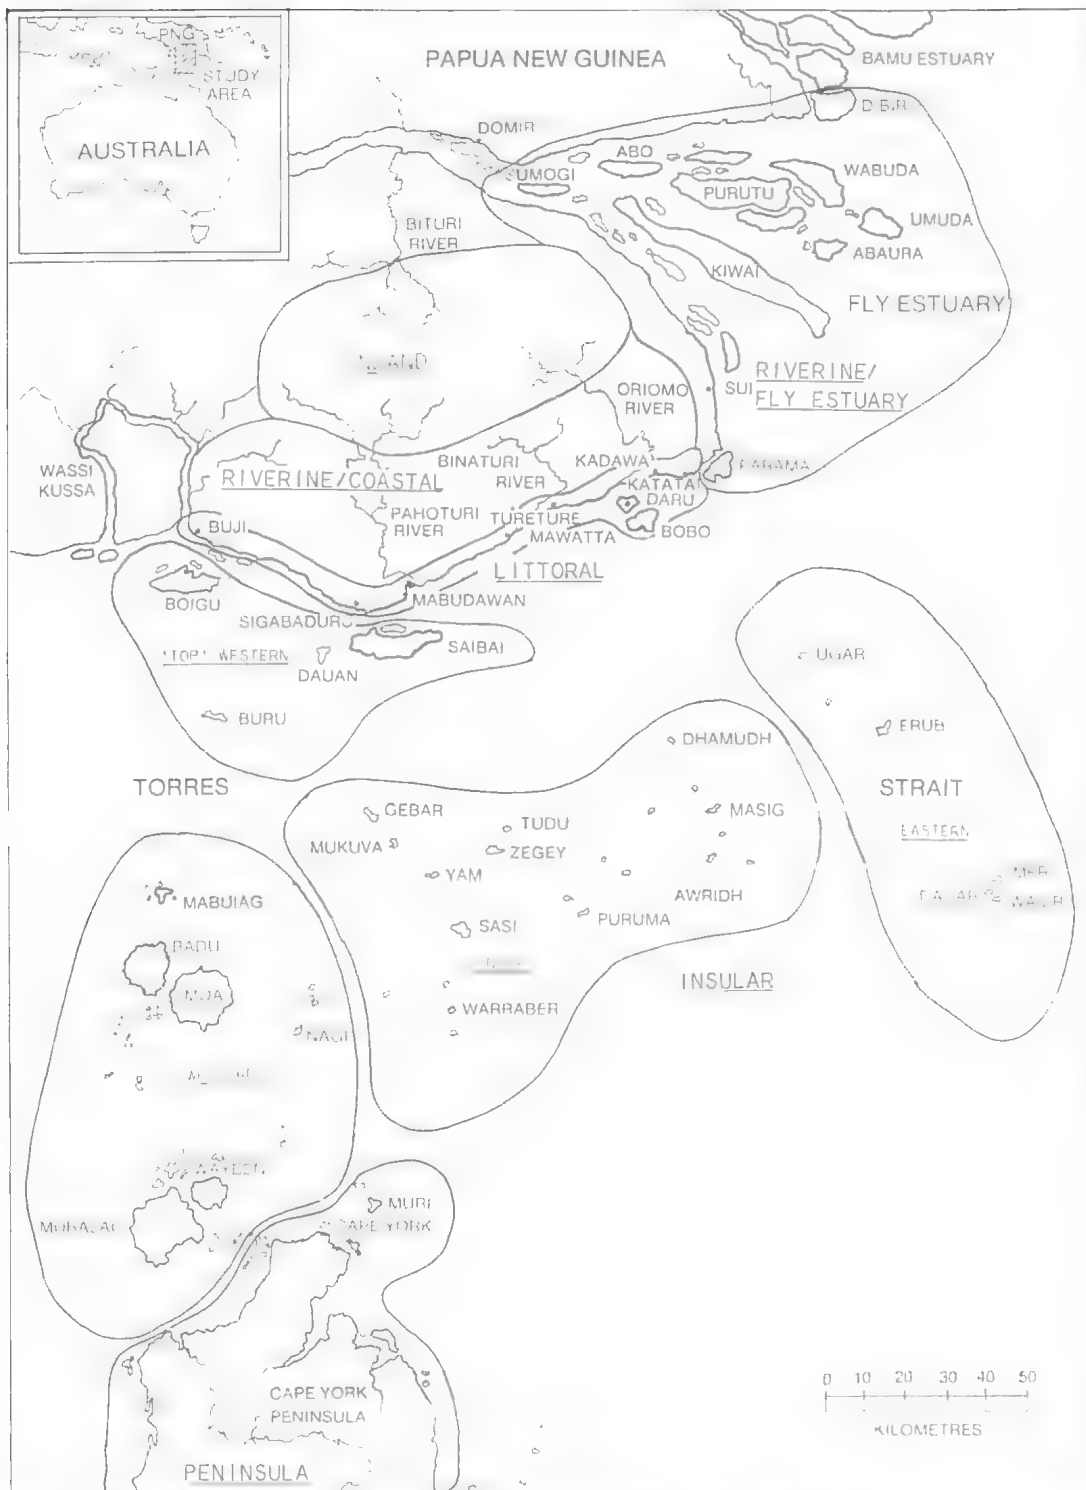 PNG
STUDY
AREA
AUSTRALIA
PAPUA NEW GUINEA
BAMU ESTUARY
DOMIR
ABO
SUMOGI
WABUDA
PURUTU
UMUDA
ABAURA
BITURI
RIVER
KIWAI
FLY ESTUARY
RIVERINE/
FLY ESTUARY
SUI
ORIOMO
RIVER
WASSI
KUSSA
RIVERINE/COASTAL
BINATURI
RIVER
KADAWA
PARAMA
KATATAI
DARU
PAHOTURI
RIVER
TURETURE
BUJI
MAWATTA
BOBO
LITTORAL
BOIGU
MABUDAWAN
SIGABADURU
'TOP' WESTERN
SAIBAI
DAUAN
UGAR
BURU
ERUB
DHAMUDH
TORRES
STRAIT
GEBAR
MASIG
TUDU
EASTERN
MUKUVA
ZEGEY
YAM
MABUIAG
AWRIDH
PURUMA
SASI
BADU
INSULAR
MOA
WARRABER
NAGI
MURI
CAPE YORK
CAPE YORK
PENINSULA
PENINSULA
0 10 20 30 40 50
KILOMETRES